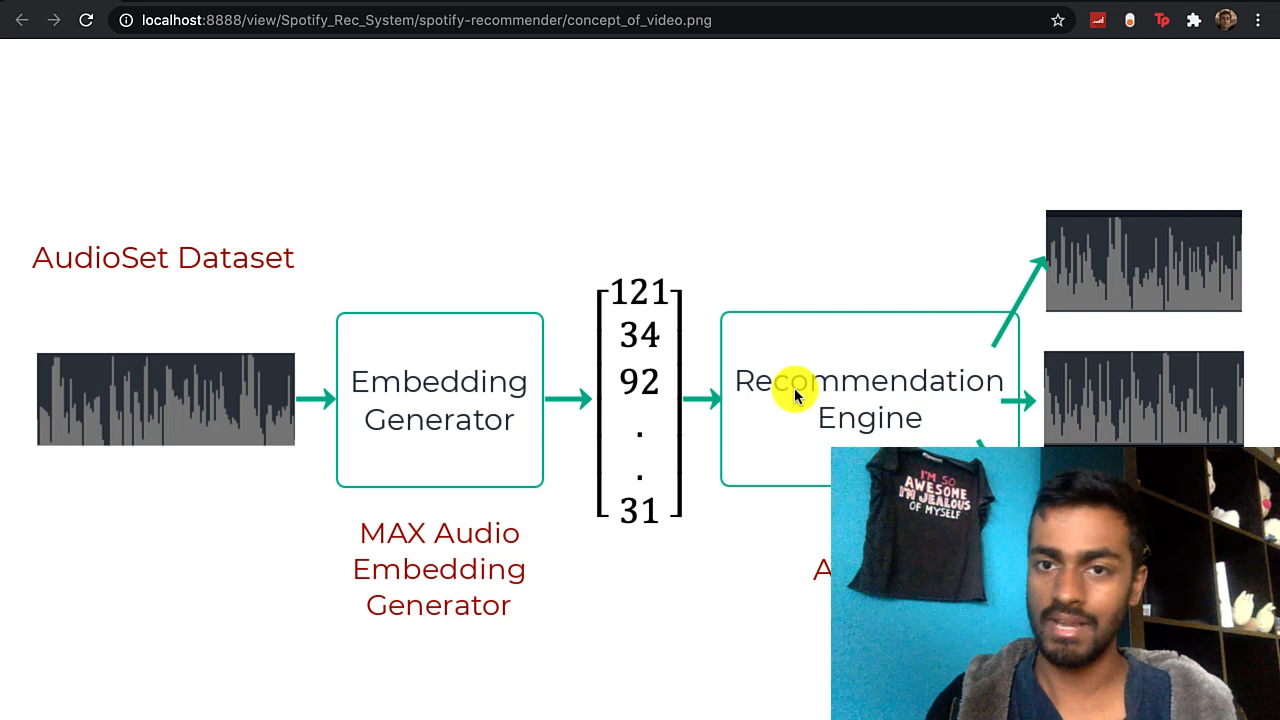 localhost:8888/view/Spotify_Rec_System/spotify-recommender/concept_of_video.png
Tp
AudioSet Dataset
Embedding
Generator
MAX Audio
Embedding
Generator
121
34
92
.
.
31
Recommendation
Engine
A
I'M SO
AWESOME
I'M JEALOUS
OF MYSELF